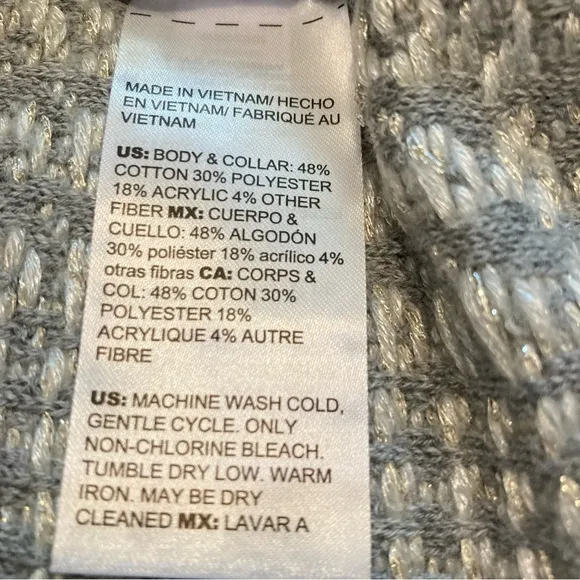 MADE IN VIETNAM/ HECHO
EN VIETNAM/ FABRIQUÉ AU
VIETNAM
US: BODY & COLLAR: 48%
COTTON 30% POLYESTER
18% ACRYLIC 4% OTHER
FIBER MX: CUERPO &
CUELLO: 48% ALGODÓN
30% poliéster 18% acrílico 4%
otras fibras CA: CORPS &
COL: 48% COTON 30%
POLYESTER 18%
ACRYLIQUE 4% AUTRE
FIBRE
US: MACHINE WASH COLD,
GENTLE CYCLE. ONLY
NON-CHLORINE BLEACH.
TUMBLE DRY LOW. WARM
IRON. MAY BE DRY
CLEANED MX: LAVAR A